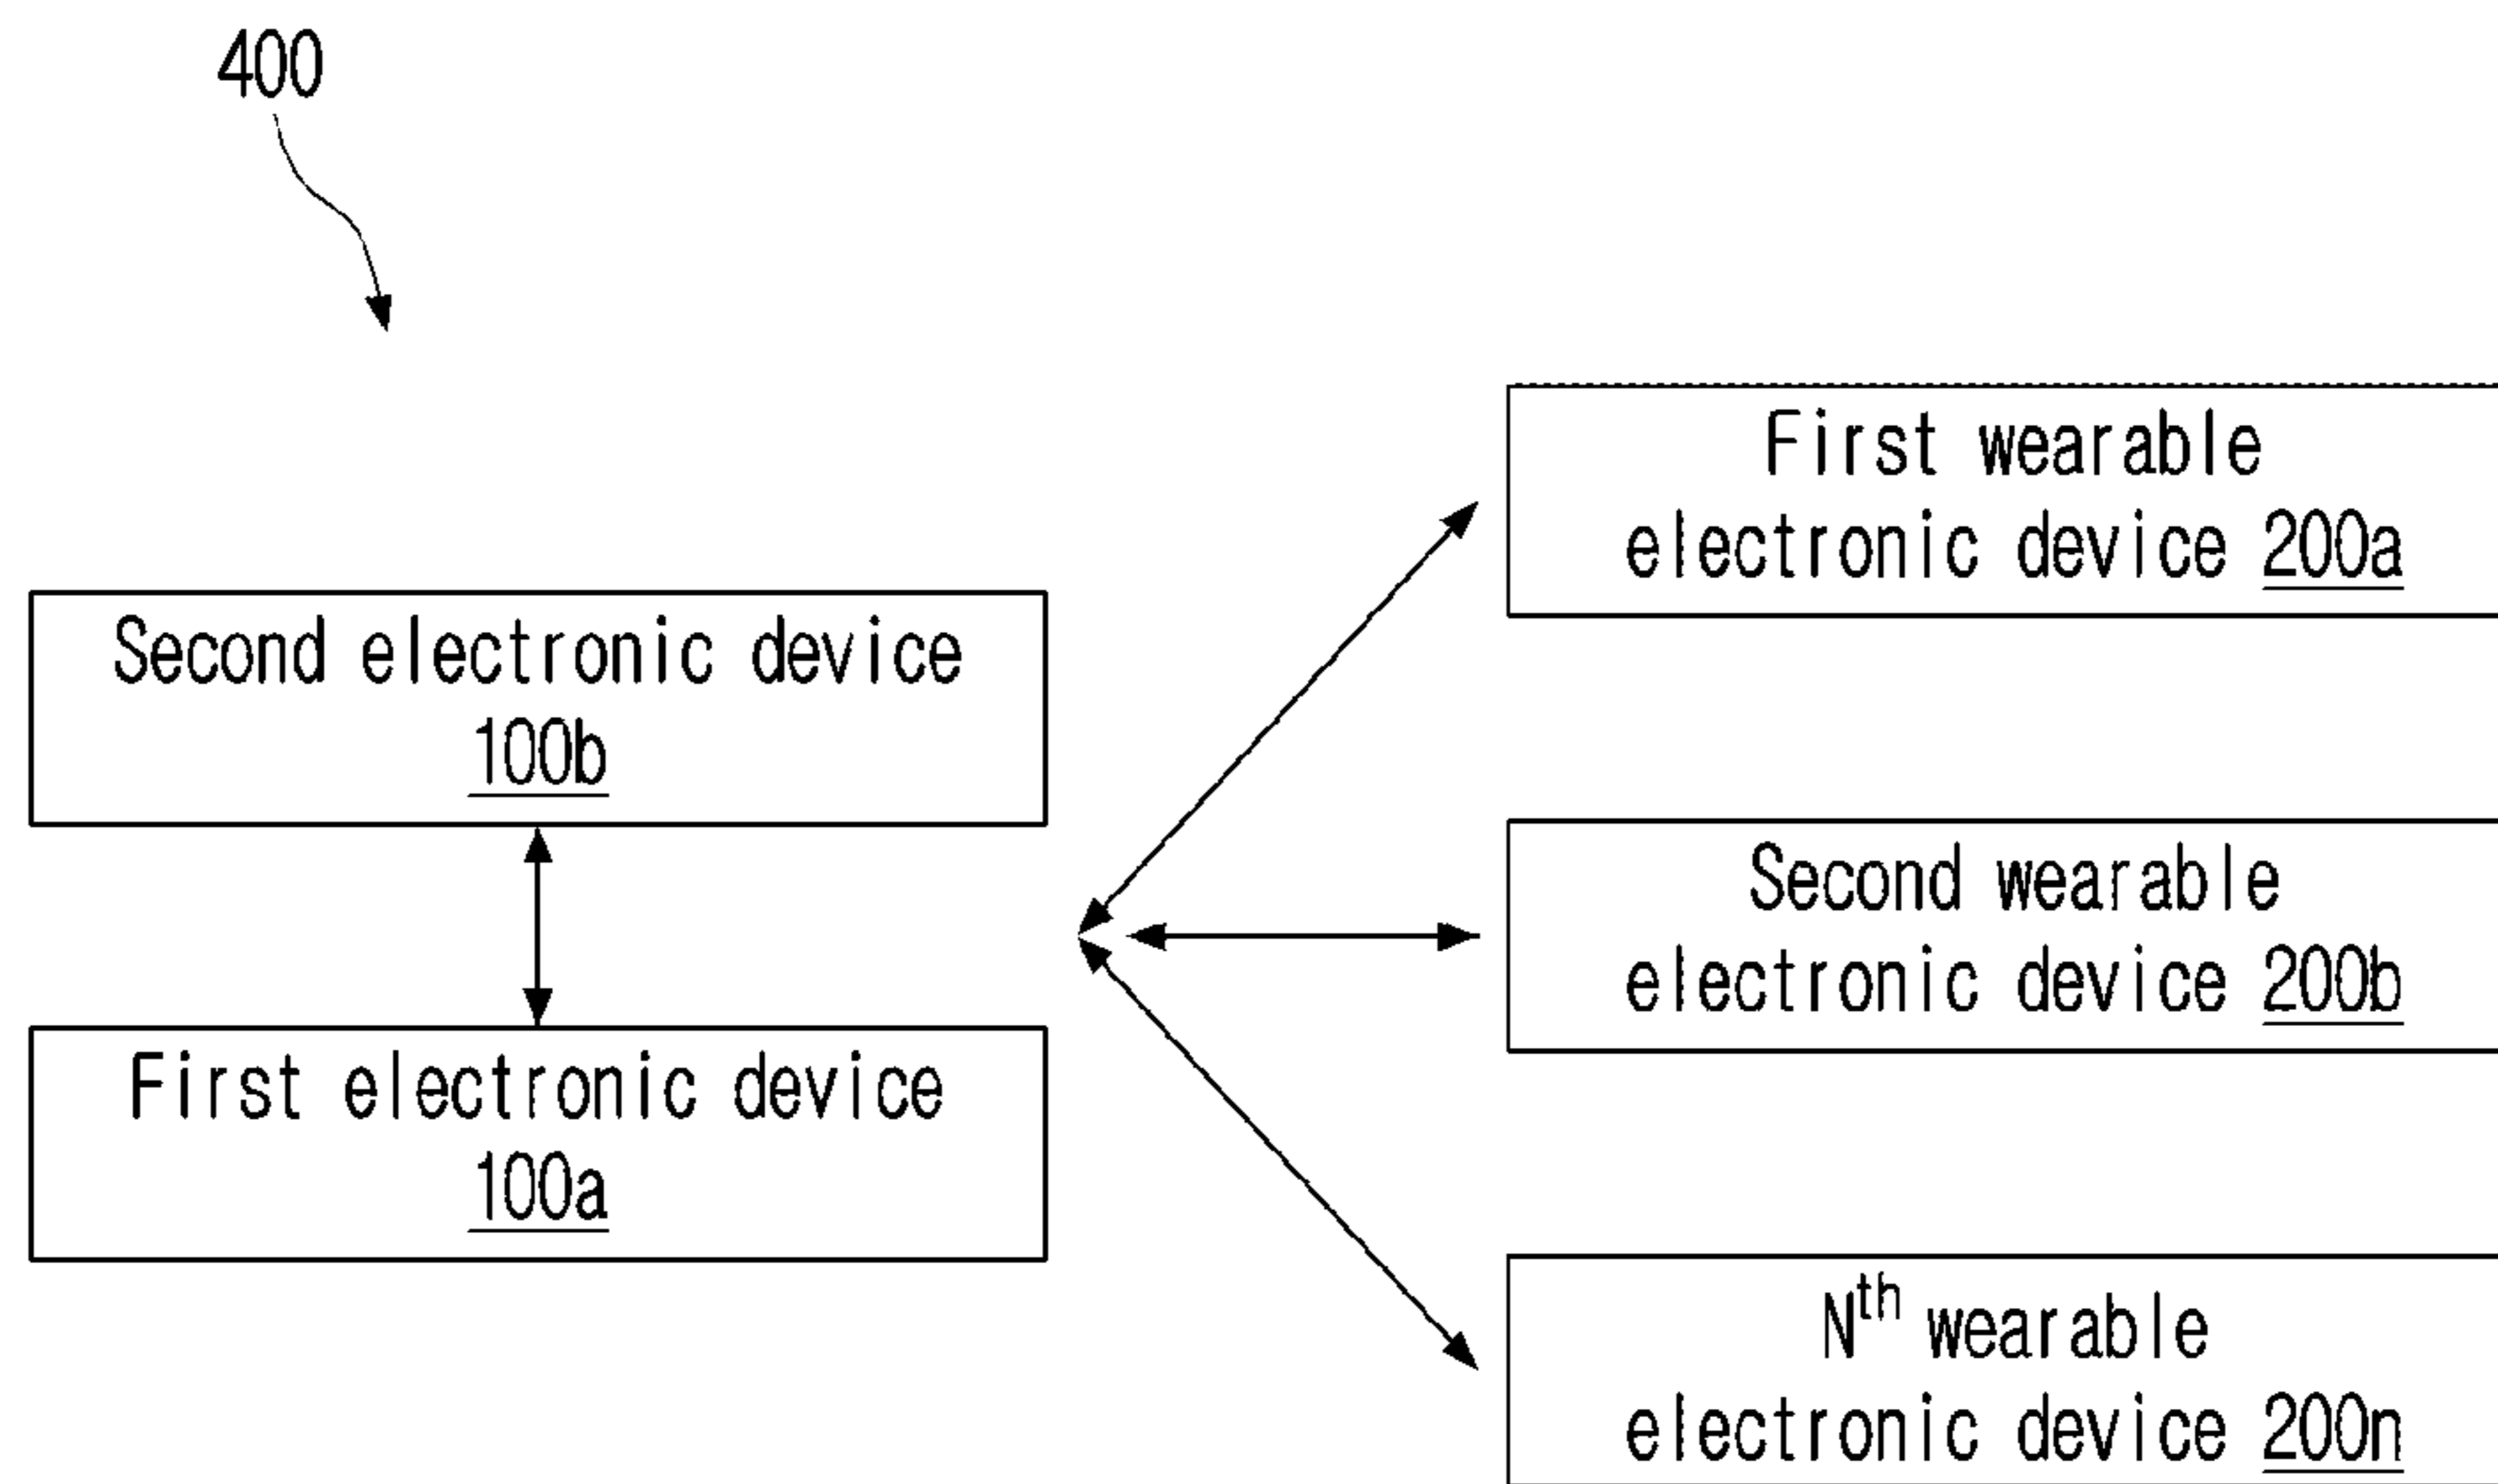 400
First wearable
electronic device 200a
Second electronic device
100b
Second wearable
electronic device 200b
First electronic device
100a
Nth wearable
electronic device 200n